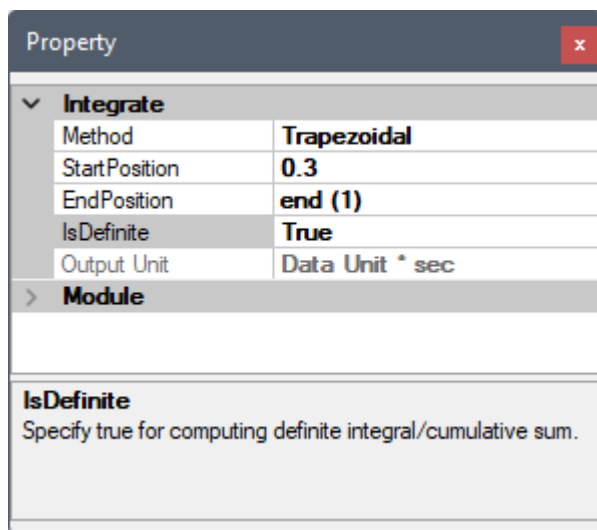 Property
x
Integrate
Method Trapezoidal
StartPosition 0.3
EndPosition end (1)
IsDefinite True
Output Unit Data Unit * sec
Module
IsDefinite
Specify true for computing definite integral/cumulative sum.